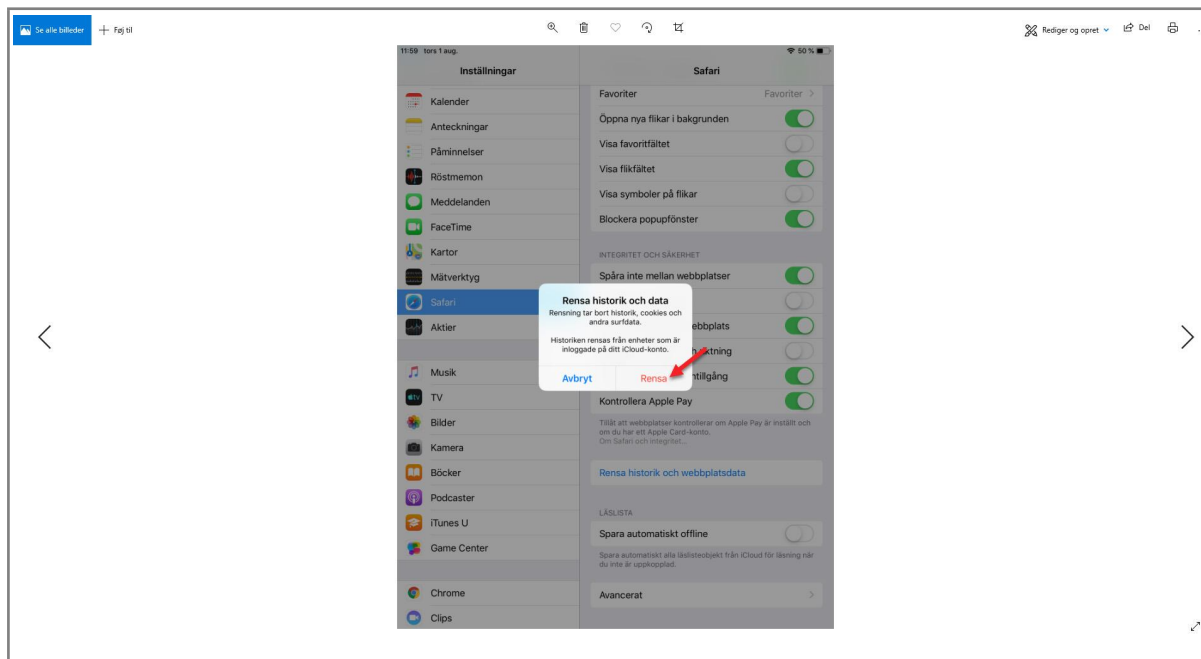 Se alle billeder
Føj til
Rediger og opret
Del
11:59 tors 1 aug.
50 %
Inställningar
Kalender
Anteckningar
Påminnelser
Röstmemon
Meddelanden
FaceTime
Kartor
Mätverktyg
Safari
Aktier
Musik
TV
Bilder
Kamera
Böcker
Podcaster
iTunes U
Game Center
Chrome
Clips
Safari
Favoriter Favoriter
Öppna nya flikar i bakgrunden
Visa favoritfältet
Visa flikfältet
Visa symboler på flikar
Blockera popupfönster
INTEGRITET OCH SÄKERHET
Spåra inte mellan webbplatser
Kontrollera Apple Pay
Tillåt att webbplatser kontrollerar om Apple Pay är inställt och
om du har ett Apple Card-konto.
Om Safari och integritet...
Rensa historik och webbplatsdata
LÄSLISTA
Spara automatiskt offline
Spara automatiskt alla läslisteobjekt från iCloud för läsning när
du inte är uppkopplad.
Avancerat
Rensa historik och data
Rensning tar bort historik, cookies och
andra surfdata.
Historiken rensas från enheter som är
inloggade på ditt iCloud-konto.
Avbryt
Rensa